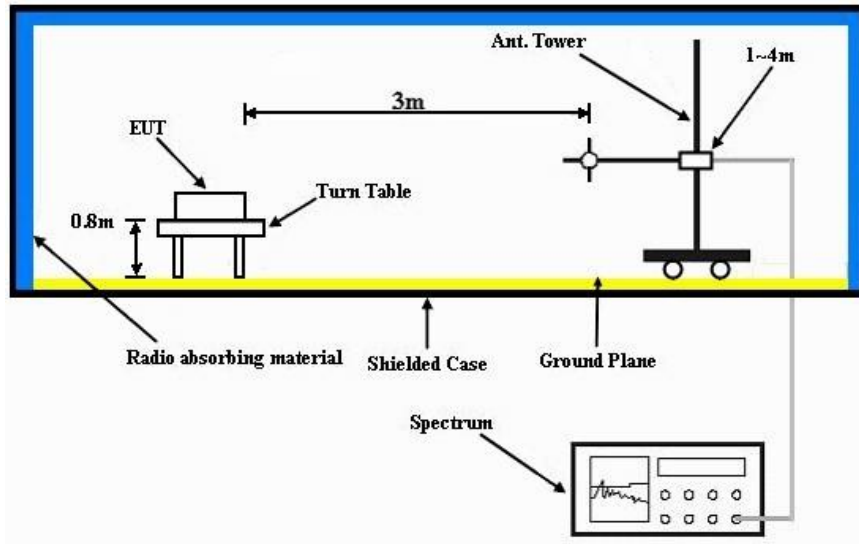 Ant. Tower
1~4m
3m
EUT
Turn Table
0.8m
Radio absorbing material
Shielded Case
Ground Plane
Spectrum